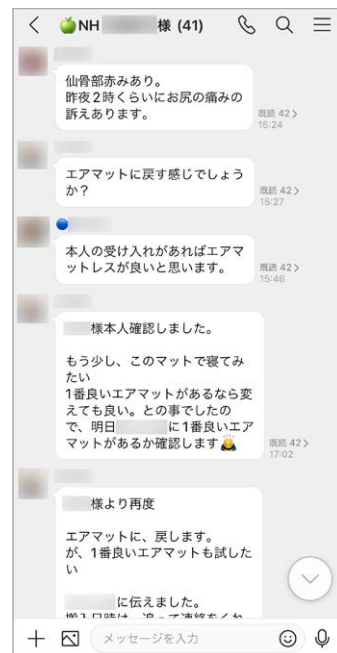 NH 様 (41)
仙骨部赤みあり。
昨夜2時くらいにお尻の痛みの
訴えあります。
既読 42
15:24
エアマットに戻す感じでしょう
か？
既読 42
15:27
本人の受け入れがあればエアマ
ットレスが良いと思います。
既読 42
15:46
様本人確認しました。
もう少し、このマットで寝てみ
たい
1番良いエアマットがあるなら変
えても良い。との事でしたの
で、明日 に1番良いエア
マットがあるか確認します🙇
既読 42
17:02
様より再度
エアマットに、戻します。
が、1番良いエアマットも試した
い
に伝えました。
メッセージを入力